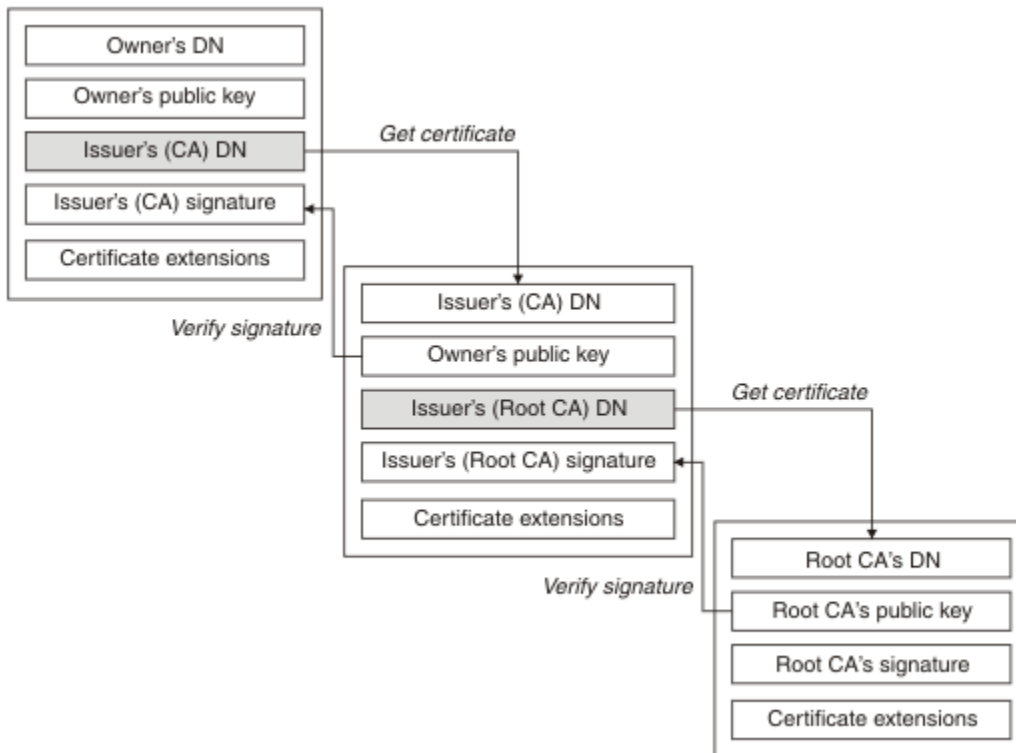 Owner's DN
Owner's public key
Issuer's (CA) DN
Issuer's (CA) signature
Certificate extensions
Get certificate
Verify signature
Issuer's (CA) DN
Owner's public key
Issuer's (Root CA) DN
Issuer's (Root CA) signature
Certificate extensions
Get certificate
Verify signature
Root CA's DN
Root CA's public key
Root CA's signature
Certificate extensions